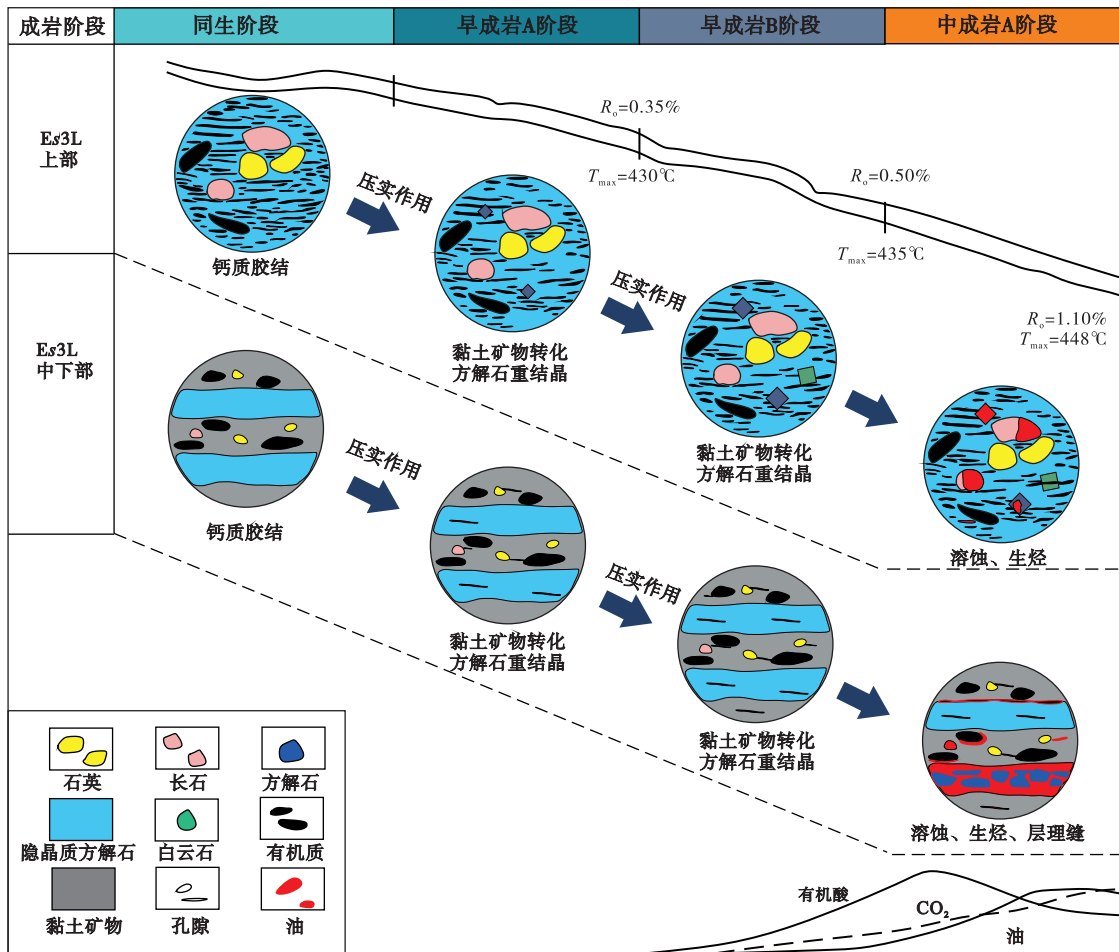 成岩阶段
同生阶段
早成岩A阶段
早成岩B阶段
中成岩A阶段
Es3L
上部
Ro=0.35%
Tmax=430℃
Ro=0.50%
Tmax=435℃
Ro=1.10%
Tmax=448℃
压实作用
压实作用
钙质胶结
黏土矿物转化
方解石重结晶
黏土矿物转化
方解石重结晶
溶蚀、生烃
Es3L
中下部
压实作用
压实作用
钙质胶结
黏土矿物转化
方解石重结晶
黏土矿物转化
方解石重结晶
溶蚀、生烃、层理缝
石英
长石
方解石
隐晶质方解石
白云石
有机质
黏土矿物
孔隙
油
有机酸
CO₂
油